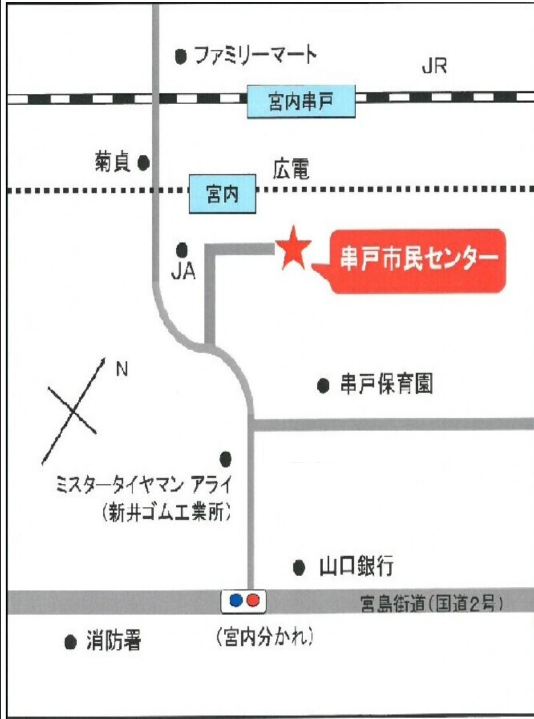 ファミリーマート
JR
宮内串戸
菊貞
広電
宮内
JA
串戸市民センター
N
串戸保育園
ミスタータイヤマン アライ
(新井ゴム工業所)
山口銀行
宮島街道(国道2号)
消防署
(宮内分かれ)